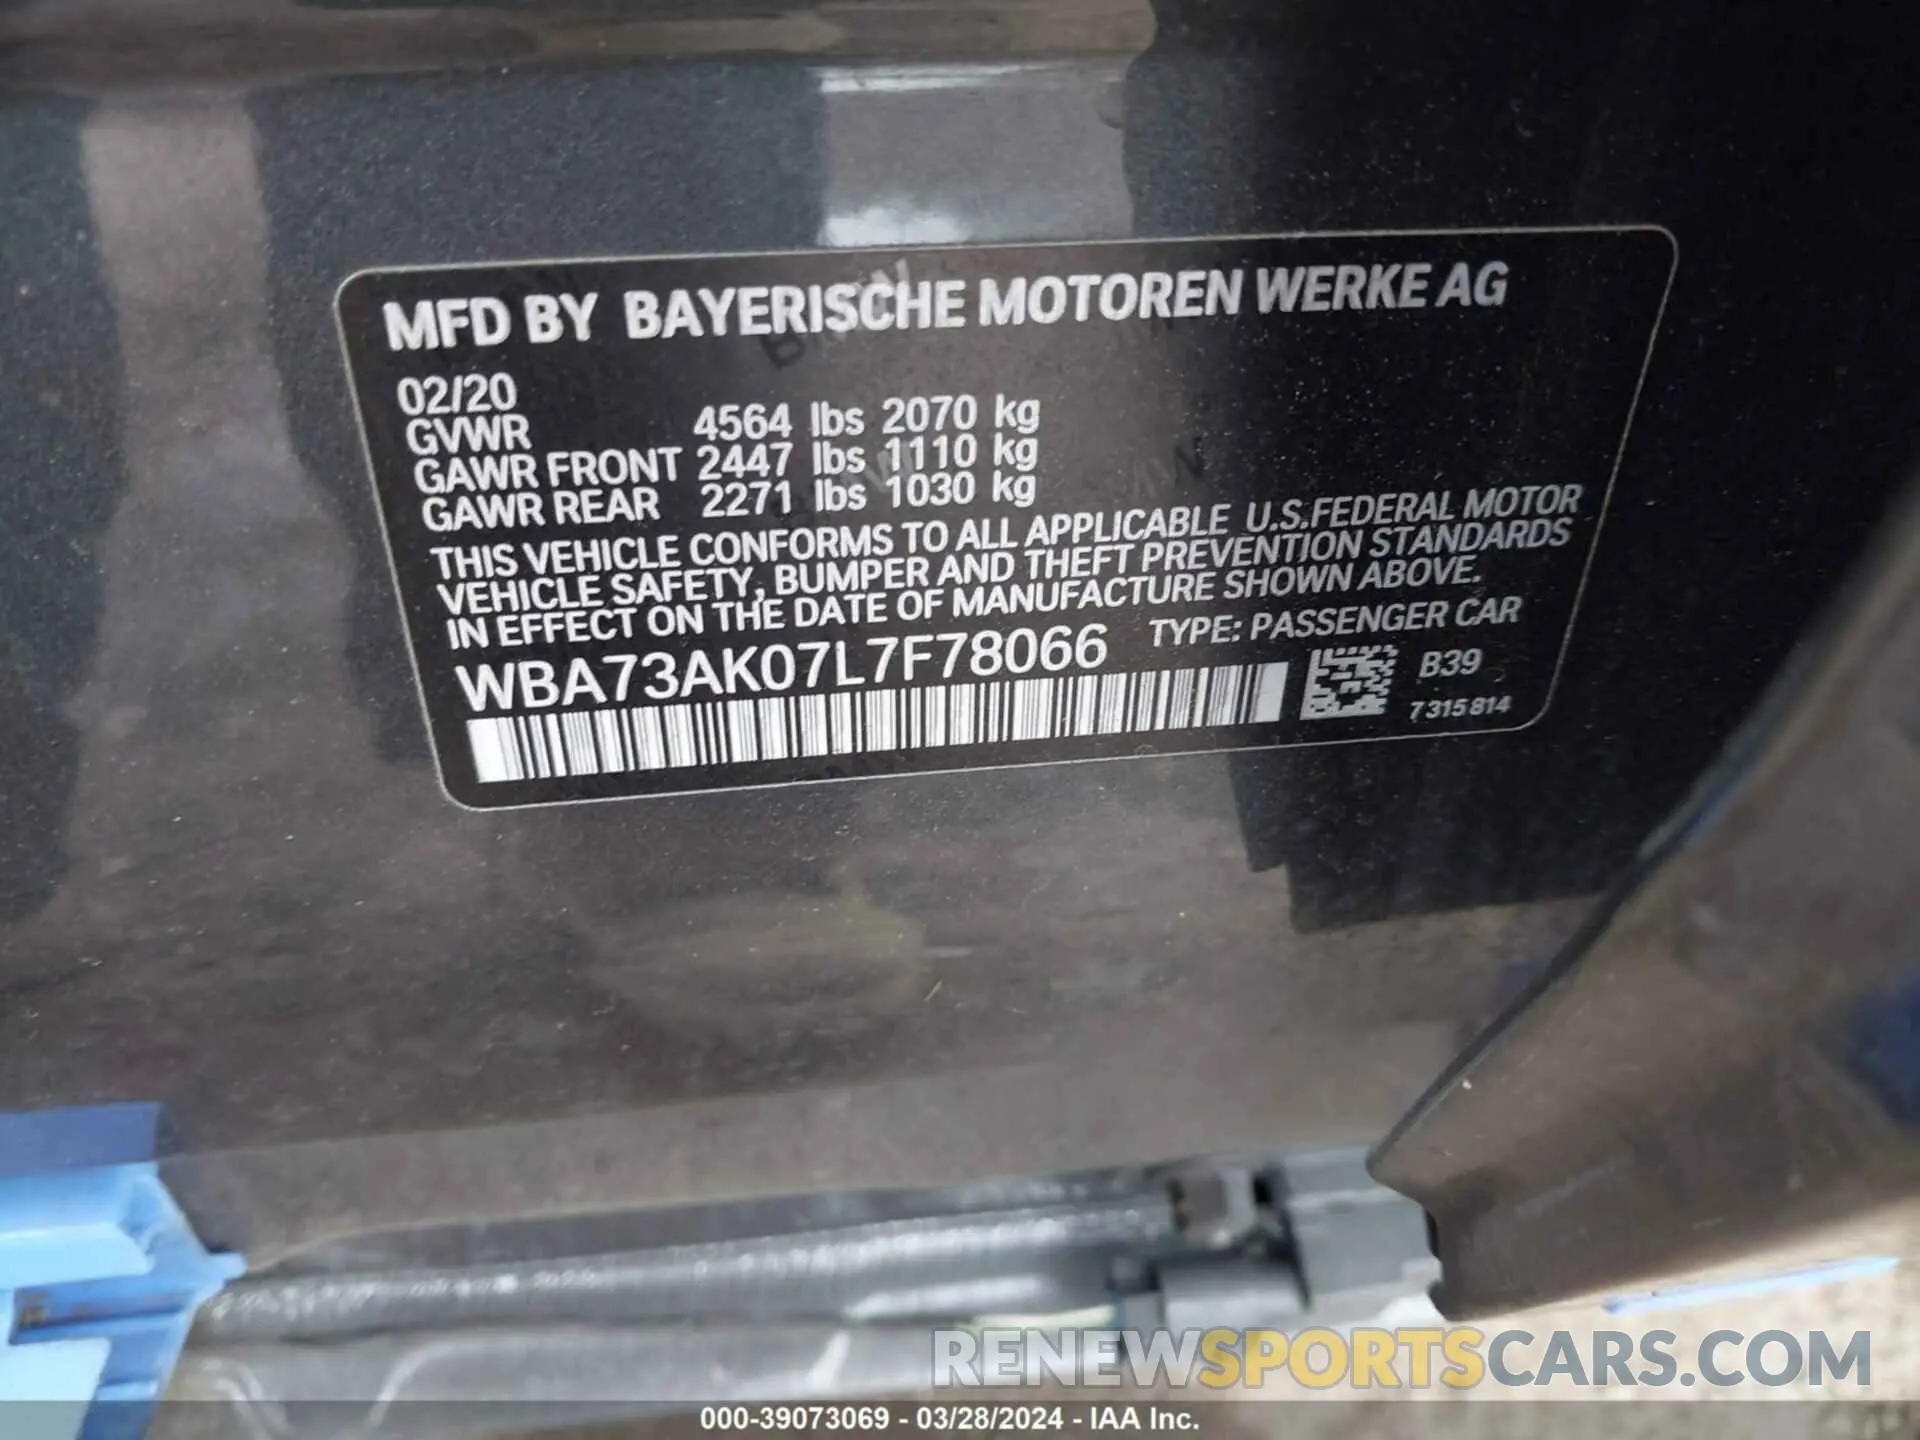 MFD BY BAYERISCHE MOTOREN WERKE AG
02/20
GVWR 4564 lbs 2070 kg
GAWR FRONT 2447 lbs 1110 kg
GAWR REAR 2271 lbs 1030 kg
THIS VEHICLE CONFORMS TO ALL APPLICABLE U.S.FEDERAL MOTOR
VEHICLE SAFETY, BUMPER AND THEFT PREVENTION STANDARDS
IN EFFECT ON THE DATE OF MANUFACTURE SHOWN ABOVE.
WBA73AK07L7F78066 TYPE: PASSENGER CAR
B39
7315814
RENEWSPORTSCARS.COM
000-39073069 - 03/28/2024 - IAA Inc.